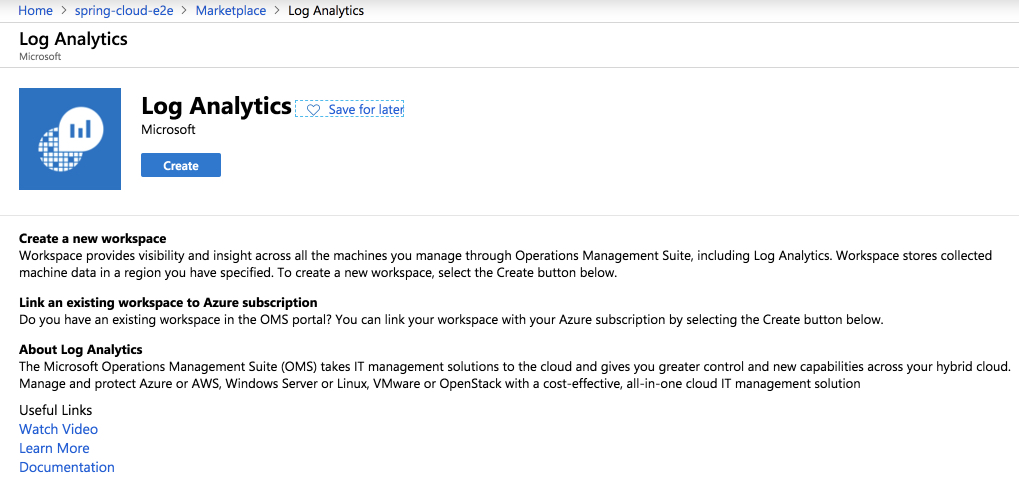 Home > spring-cloud-e2e > Marketplace > Log Analytics
Log Analytics
Microsoft
Log Analytics
Save for later
Microsoft
Create
Create a new workspace
Workspace provides visibility and insight across all the machines you manage through Operations Management Suite, including Log Analytics. Workspace stores collected
machine data in a region you have specified. To create a new workspace, select the Create button below.
Link an existing workspace to Azure subscription
Do you have an existing workspace in the OMS portal? You can link your workspace with your Azure subscription by selecting the Create button below.
About Log Analytics
The Microsoft Operations Management Suite (OMS) takes IT management solutions to the cloud and gives you greater control and new capabilities across your hybrid cloud.
Manage and protect Azure or AWS, Windows Server or Linux, VMware or OpenStack with a cost-effective, all-in-one cloud IT management solution
Useful Links
Watch Video
Learn More
Documentation